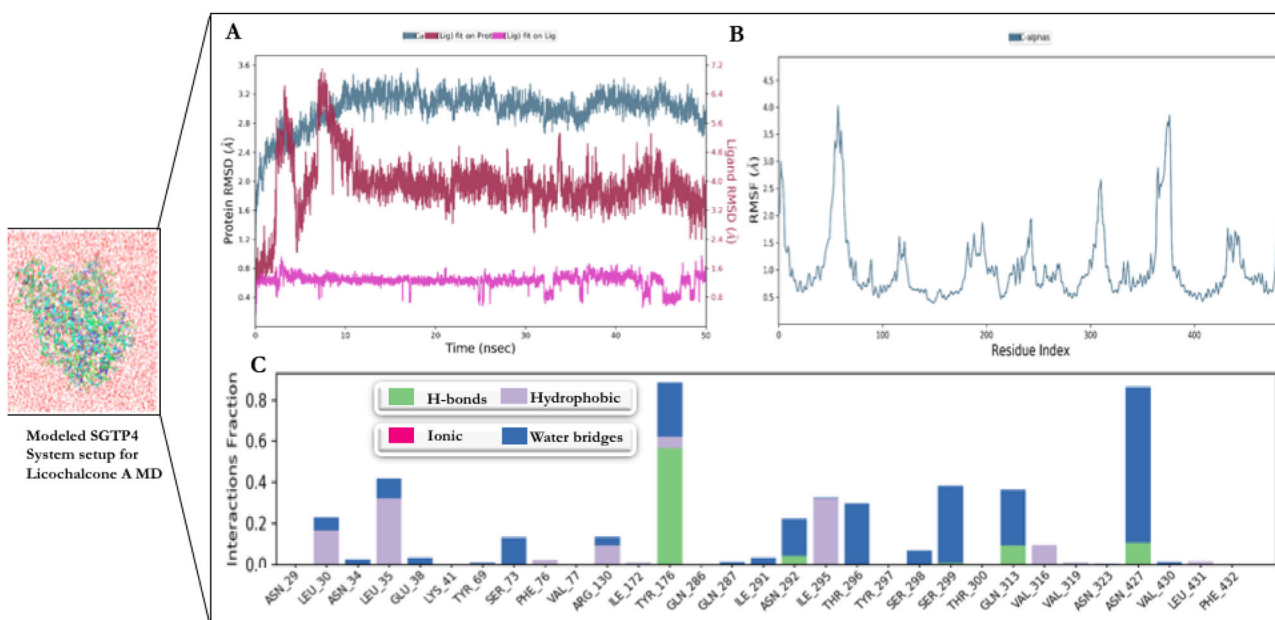 A
Cα (Lig) fit on Prot (Lig) fit on Lig
Protein RMSD (Å)
3.6
3.2
2.8
2.4
2.0
1.6
1.2
0.8
0.4
7.2
6.4
5.6
4.8
4.0
3.2
2.4
1.6
0.8
Ligand RMSD (Å)
0 10 20 30 40 50
Time (nsec)
B
C-alphas
RMSF (Å)
4.5
4.0
3.5
3.0
2.5
2.0
1.5
1.0
0.5
0 100 200 300 400
Residue Index
Modeled SGTP4
System setup for
Licochalcone A MD
C
H-bonds Hydrophobic
Ionic Water bridges
Interactions Fraction
0.8
0.6
0.4
0.2
0.0
ASN_29
LEU_30
ASN_34
LEU_35
GLU_38
LYS_41
TYR_69
SER_73
PHE_76
VAL_77
ARG_130
ILE_172
TYR_176
GLN_286
GLN_287
ILE_291
ASN_292
ILE_295
THR_296
TYR_297
SER_298
SER_299
THR_300
GLN_313
VAL_316
VAL_319
ASN_323
ASN_427
VAL_430
LEU_431
PHE_432